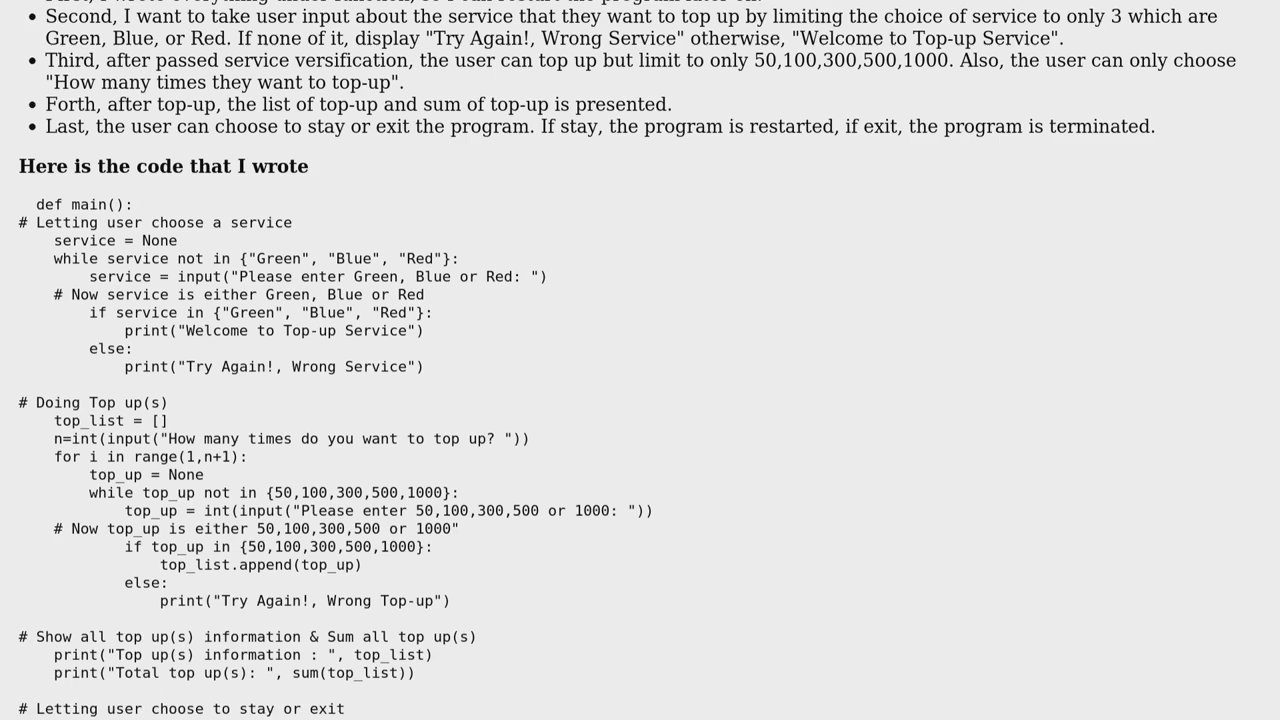 • Second, I want to take user input about the service that they want to top up by limiting the choice of service to only 3 which are
Green, Blue, or Red. If none of it, display "Try Again!, Wrong Service" otherwise, "Welcome to Top-up Service".
• Third, after passed service versification, the user can top up but limit to only 50,100,300,500,1000. Also, the user can only choose
"How many times they want to top-up".
• Forth, after top-up, the list of top-up and sum of top-up is presented.
• Last, the user can choose to stay or exit the program. If stay, the program is restarted, if exit, the program is terminated.
Here is the code that I wrote
  def main():
# Letting user choose a service
    service = None
    while service not in {"Green", "Blue", "Red"}:
        service = input("Please enter Green, Blue or Red: ")
    # Now service is either Green, Blue or Red
        if service in {"Green", "Blue", "Red"}:
            print("Welcome to Top-up Service")
        else:
            print("Try Again!, Wrong Service")
# Doing Top up(s)
    top_list = []
    n=int(input("How many times do you want to top up? "))
    for i in range(1,n+1):
        top_up = None
        while top_up not in {50,100,300,500,1000}:
            top_up = int(input("Please enter 50,100,300,500 or 1000: "))
    # Now top_up is either 50,100,300,500 or 1000"
            if top_up in {50,100,300,500,1000}:
                top_list.append(top_up)
            else:
                print("Try Again!, Wrong Top-up")
# Show all top up(s) information & Sum all top up(s)
    print("Top up(s) information : ", top_list)
    print("Total top up(s): ", sum(top_list))
# Letting user choose to stay or exit